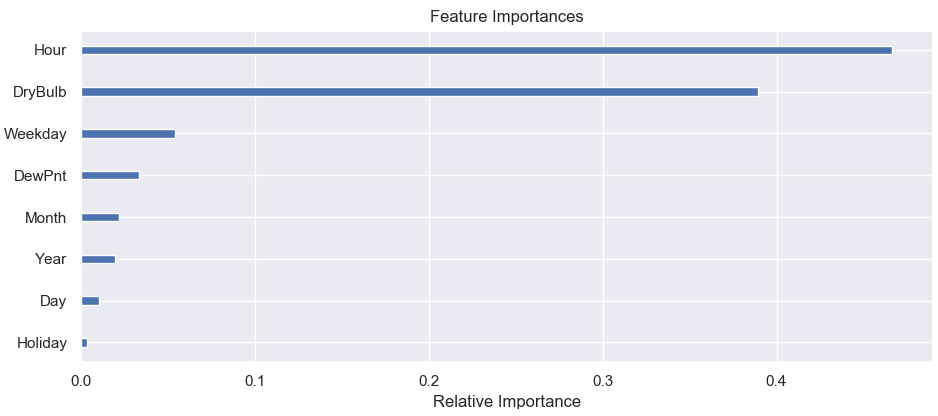 Feature Importances
Hour
DryBulb
Weekday
DewPnt
Month
Year
Day
Holiday
0.0 0.1 0.2 0.3 0.4
Relative Importance